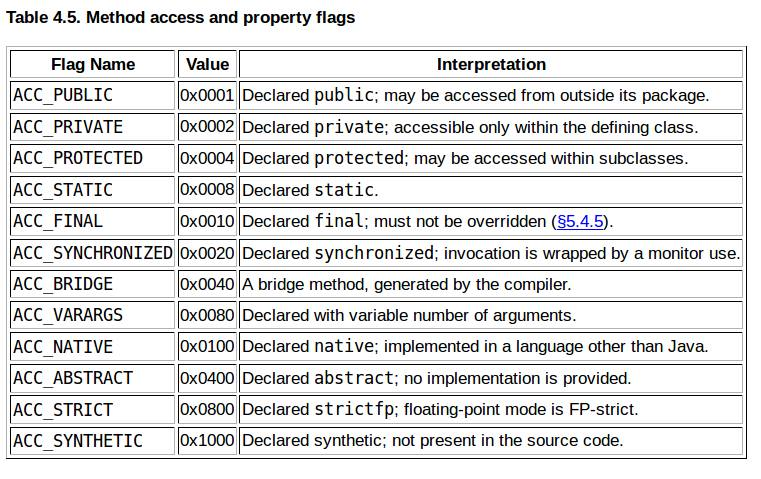 Table 4.5. Method access and property flags
Flag Name Value Interpretation
ACC_PUBLIC 0x0001 Declared public; may be accessed from outside its package.
ACC_PRIVATE 0x0002 Declared private; accessible only within the defining class.
ACC_PROTECTED 0x0004 Declared protected; may be accessed within subclasses.
ACC_STATIC 0x0008 Declared static.
ACC_FINAL 0x0010 Declared final; must not be overridden (§5.4.5).
ACC_SYNCHRONIZED 0x0020 Declared synchronized; invocation is wrapped by a monitor use.
ACC_BRIDGE 0x0040 A bridge method, generated by the compiler.
ACC_VARARGS 0x0080 Declared with variable number of arguments.
ACC_NATIVE 0x0100 Declared native; implemented in a language other than Java.
ACC_ABSTRACT 0x0400 Declared abstract; no implementation is provided.
ACC_STRICT 0x0800 Declared strictfp; floating-point mode is FP-strict.
ACC_SYNTHETIC 0x1000 Declared synthetic; not present in the source code.